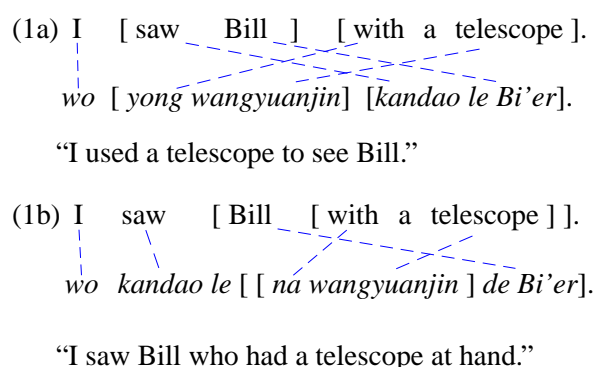 (1a) I [ saw Bill ] [ with a telescope ].
wo [ yong wangyuanjin] [kandao le Bi’er].
“I used a telescope to see Bill.”
(1b) I saw [ Bill [ with a telescope ] ].
wo kandao le [ [ na wangyuanjin ] de Bi’er].
“I saw Bill who had a telescope at hand.”